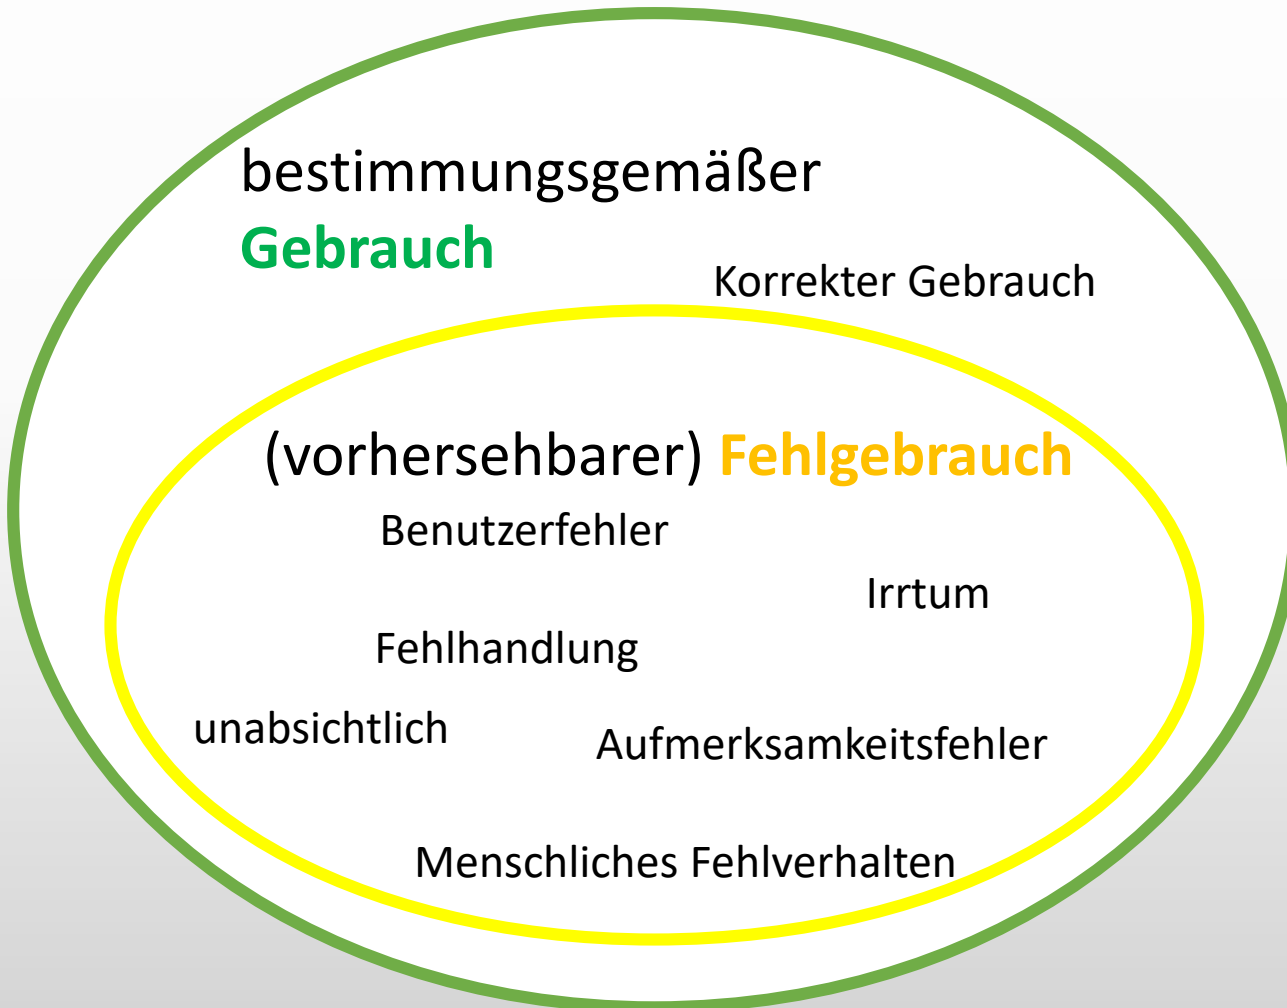 bestimmungsgemäßer
Gebrauch
Korrekter Gebrauch
(vorhersehbarer) Fehlgebrauch
Benutzerfehler
Irrtum
Fehlhandlung
unabsichtlich
Aufmerksamkeitsfehler
Menschliches Fehlverhalten